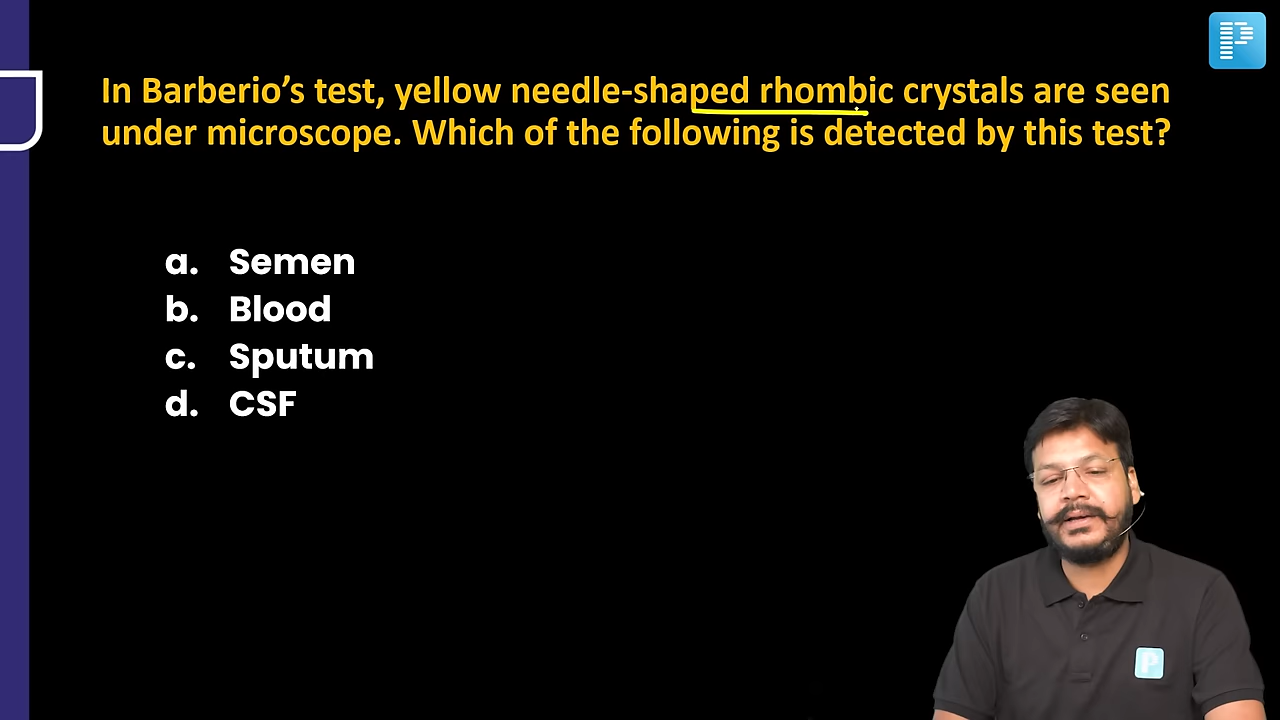 In Barberio’s test, yellow needle-shaped rhombic crystals are seen
under microscope. Which of the following is detected by this test?
a. Semen
b. Blood
c. Sputum
d. CSF